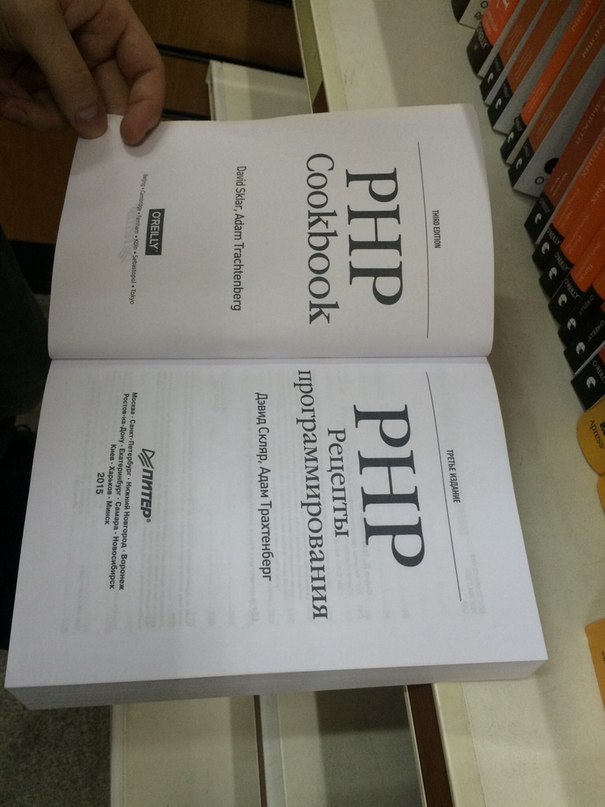 THIRD EDITION
PHP
Cookbook
David Sklar, Adam Trachtenberg
O'REILLY®
Beijing • Cambridge • Farnham • Köln • Sebastopol • Tokyo
ТРЕТЬЕ ИЗДАНИЕ
PHP
Рецепты
программирования
Дэвид Скляр, Адам Трахтенберг
ПИТЕР®
Москва · Санкт-Петербург · Нижний Новгород · Воронеж
Ростов-на-Дону · Екатеринбург · Самара · Новосибирск
Киев · Харьков · Минск
2015